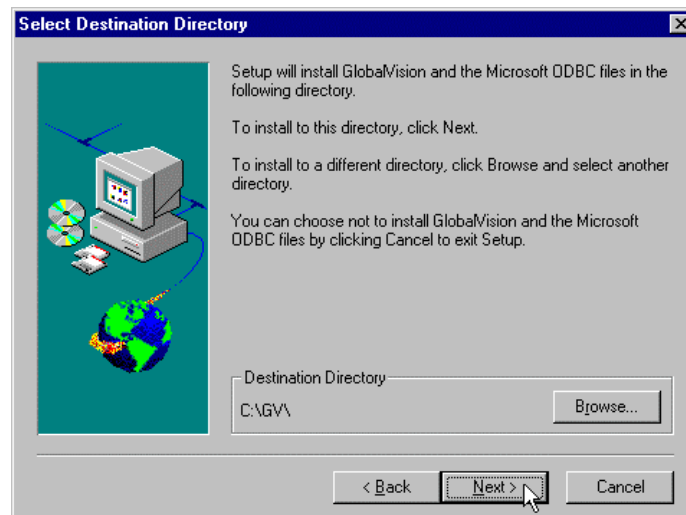 Select Destination Directory
Setup will install GlobalVision and the Microsoft ODBC files in the
following directory.
To install to this directory, click Next.
To install to a different directory, click Browse and select another
directory.
You can choose not to install GlobalVision and the Microsoft
ODBC files by clicking Cancel to exit Setup.
Destination Directory
C:\GV\
Browse...
< Back
Next >
Cancel